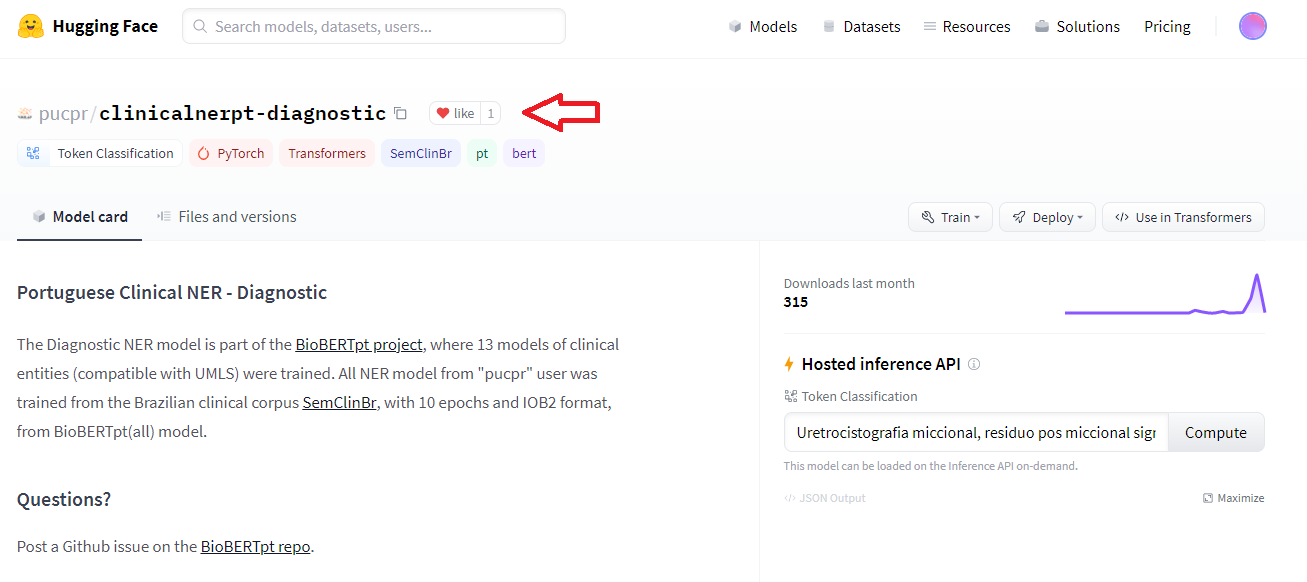 Hugging Face
Search models, datasets, users...
Models
Datasets
Resources
Solutions
Pricing
pucpr/clinicalnerpt-diagnostic
like 1
Token Classification
PyTorch
Transformers
SemClinBr
pt
bert
Model card
Files and versions
Train
Deploy
</> Use in Transformers
Portuguese Clinical NER - Diagnostic
The Diagnostic NER model is part of the BioBERTpt project, where 13 models of clinical
entities (compatible with UMLS) were trained. All NER model from "pucpr" user was
trained from the Brazilian clinical corpus SemClinBr, with 10 epochs and IOB2 format,
from BioBERTpt(all) model.
Questions?
Post a Github issue on the BioBERTpt repo.
Downloads last month
315
Hosted inference API
Token Classification
Uretrocistografia miccional, residuo pos miccional sigr
Compute
This model can be loaded on the Inference API on-demand.
</> JSON Output
Maximize